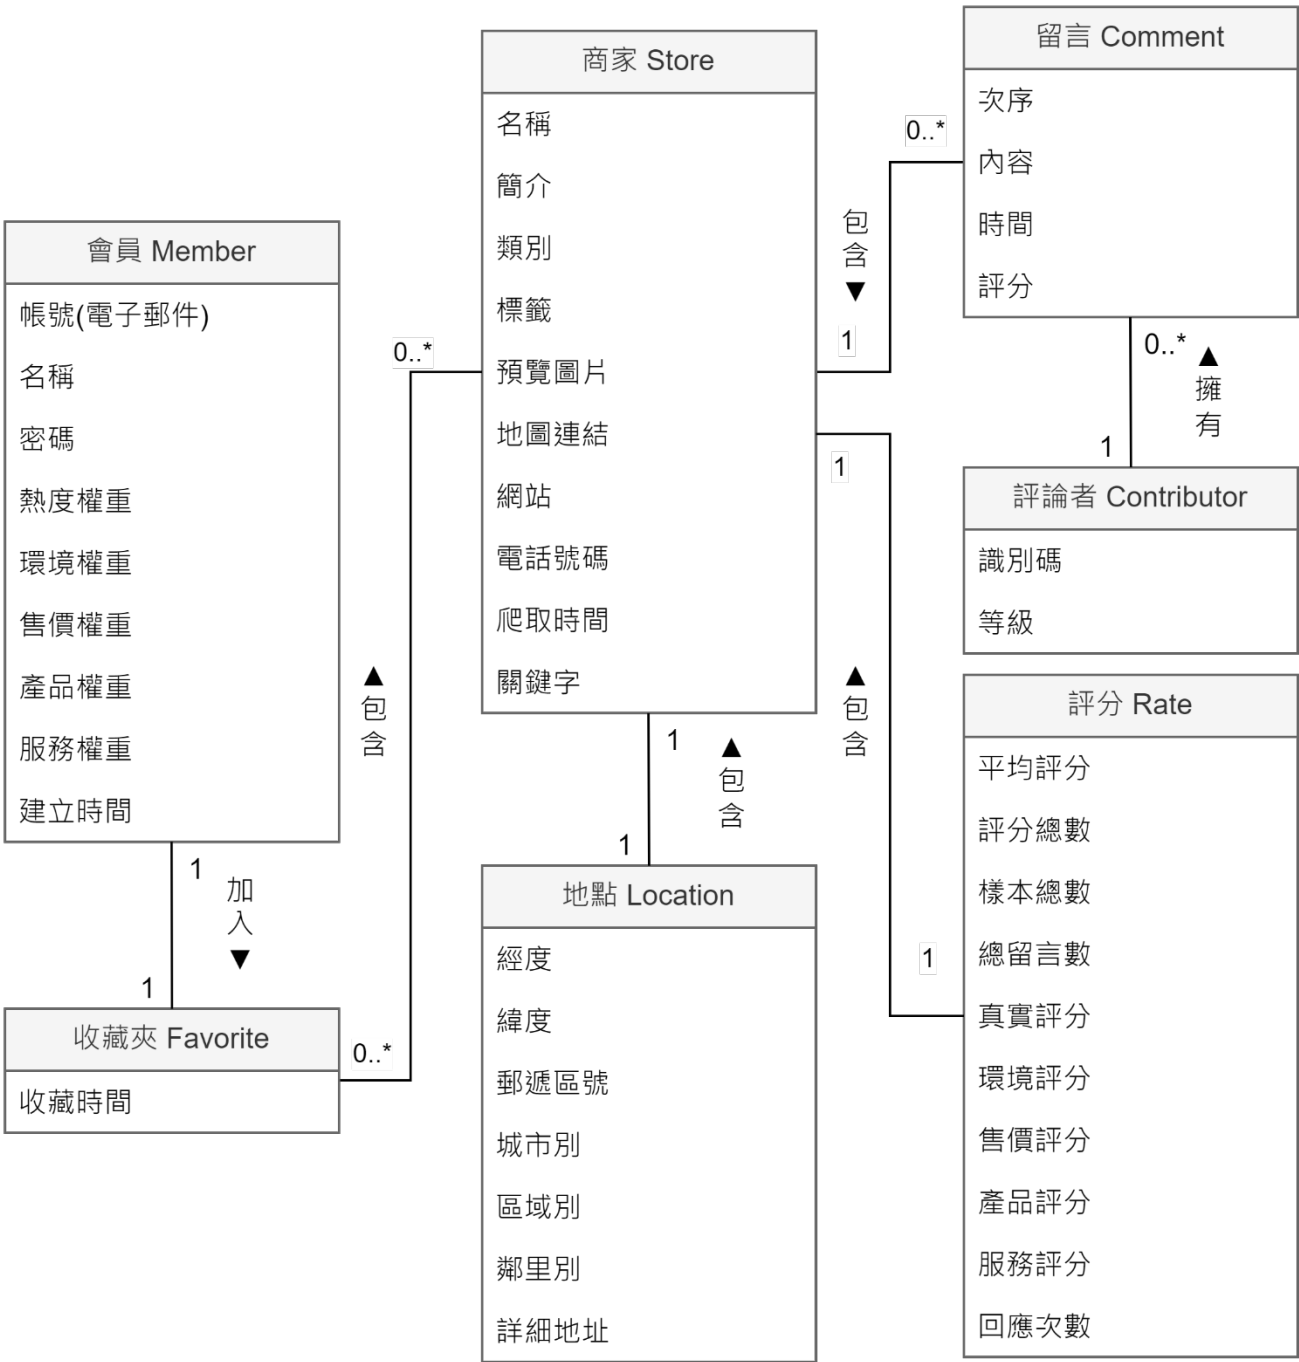 會員 Member
帳號(電子郵件)
名稱
密碼
熱度權重
環境權重
售價權重
產品權重
服務權重
建立時間
1
加入
▼
1
收藏夾 Favorite
收藏時間
0..*
▲
包含
0..*
商家 Store
名稱
簡介
類別
標籤
預覽圖片
地圖連結
網站
電話號碼
爬取時間
關鍵字
1
▲
包含
1
地點 Location
經度
緯度
郵遞區號
城市別
區域別
鄰里別
詳細地址
0..*
包含
▼
1
1
▲
包含
1
留言 Comment
次序
內容
時間
評分
0..*
▲
擁有
1
評論者 Contributor
識別碼
等級
評分 Rate
平均評分
評分總數
樣本總數
總留言數
真實評分
環境評分
售價評分
產品評分
服務評分
回應次數